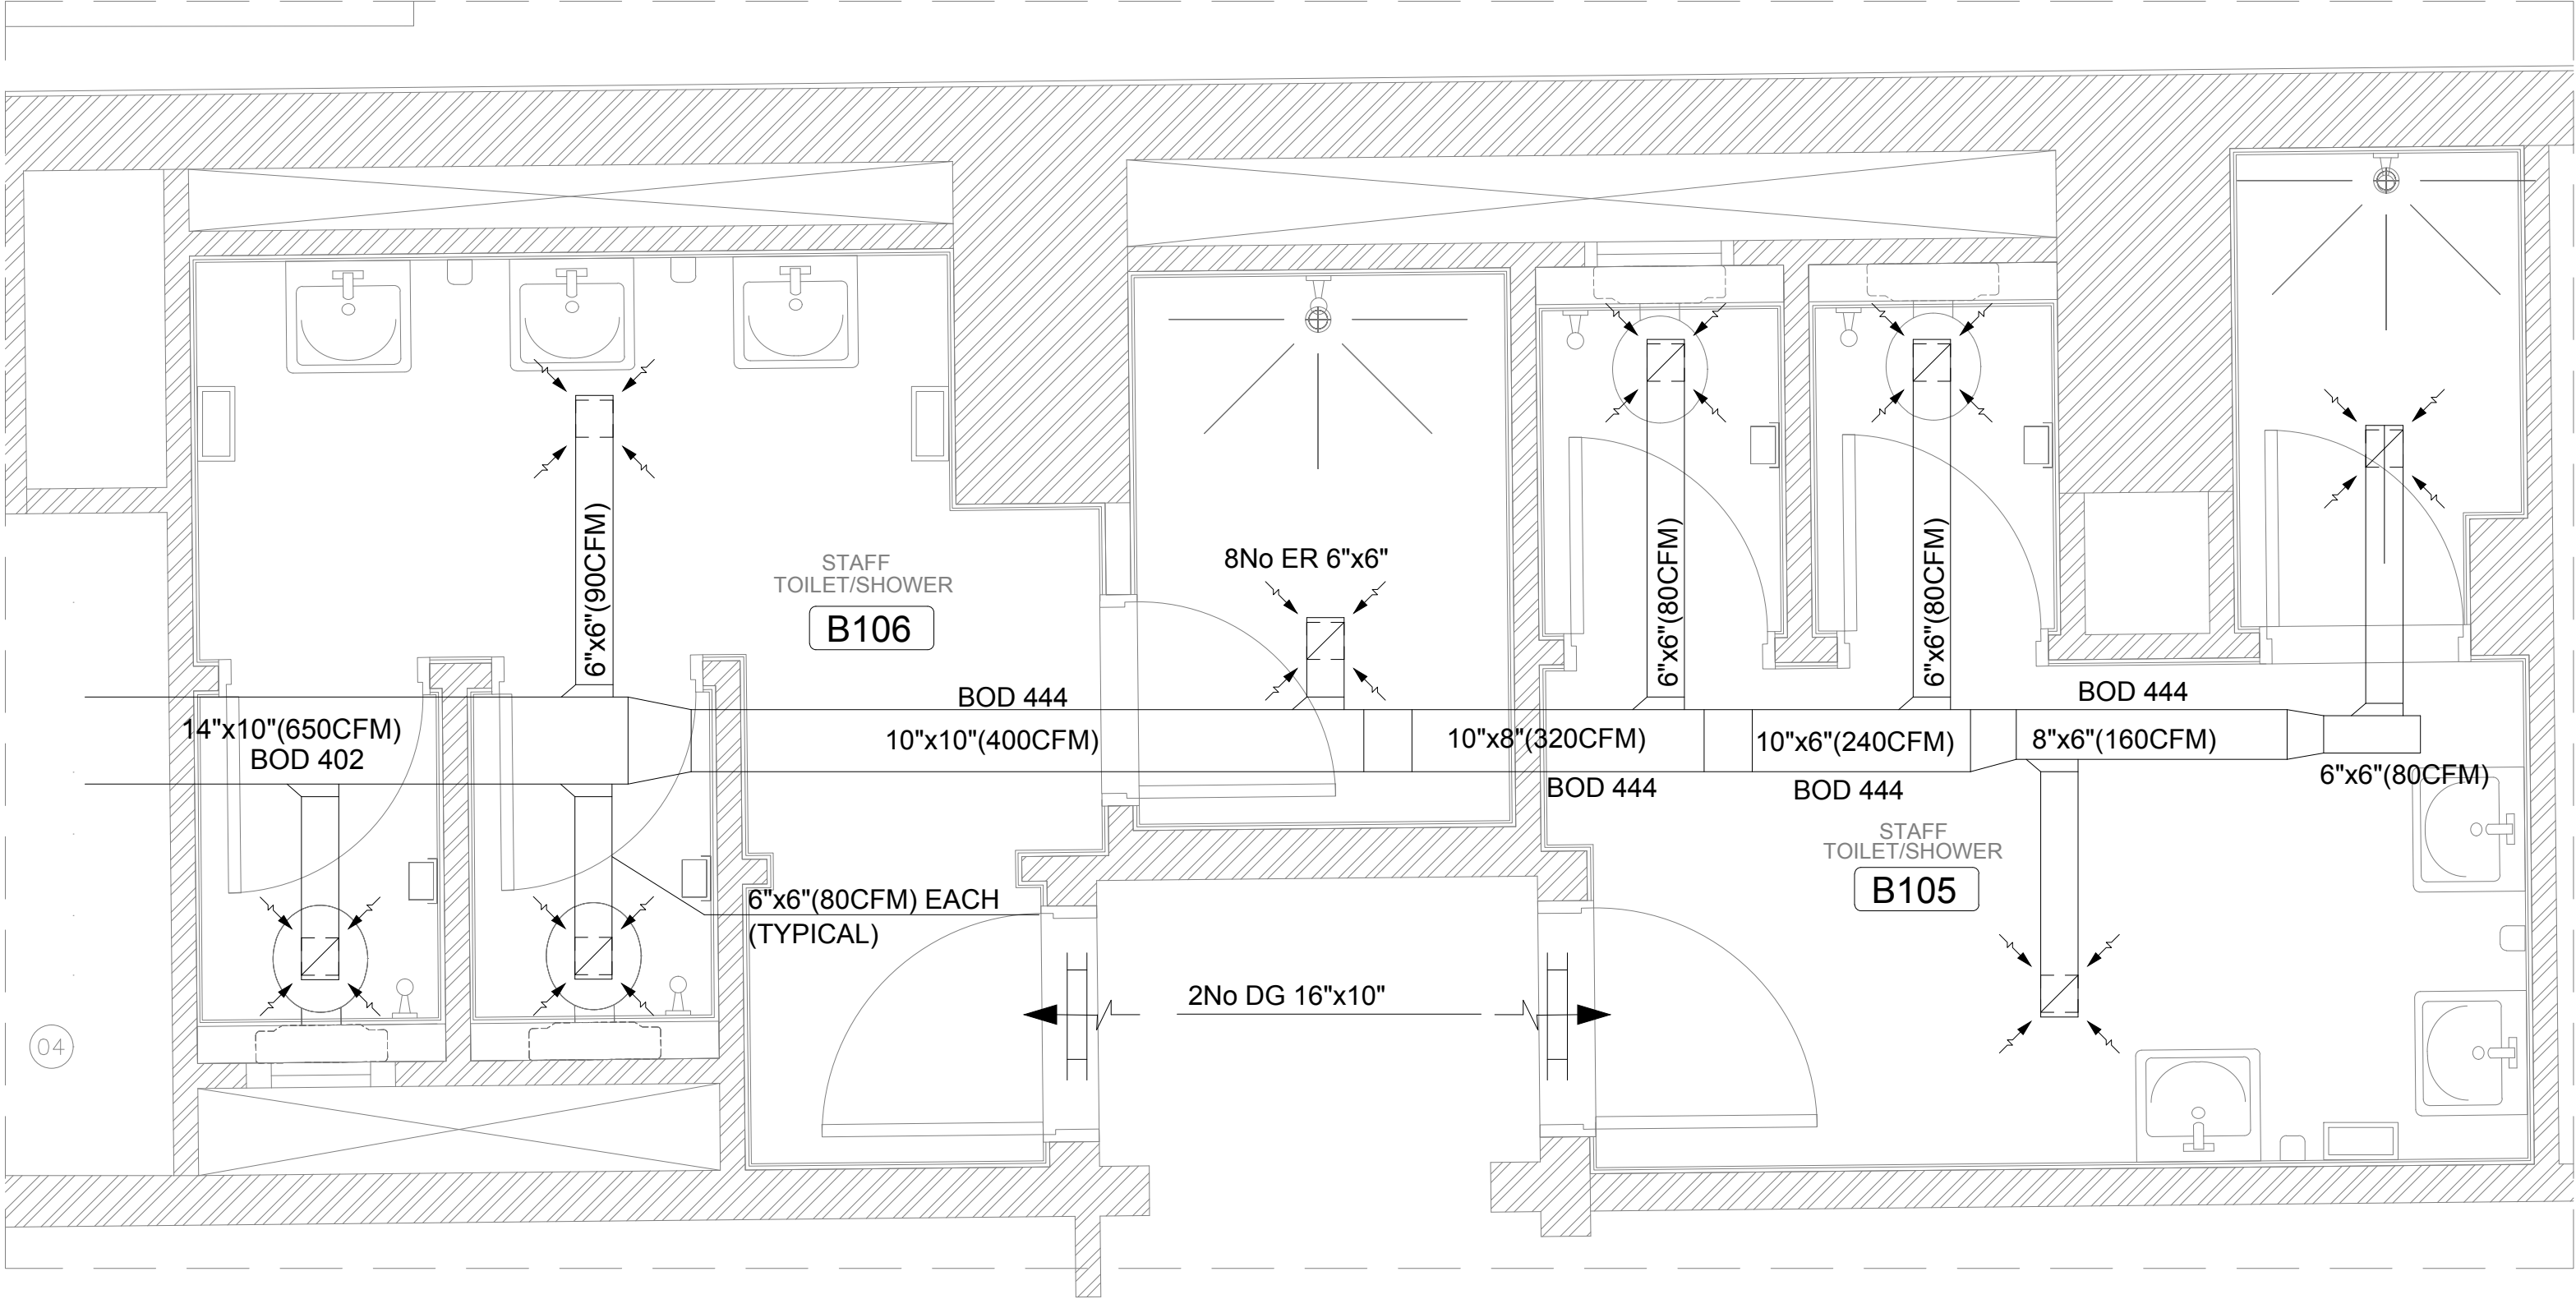 6"x6"(90CFM)
STAFF
TOILET/SHOWER
B106
8No ER 6"x6"
6"x6"(80CFM)
6"x6"(80CFM)
BOD 444
BOD 444
14"x10"(650CFM)
BOD 402
10"x10"(400CFM)
10"x8"(320CFM)
10"x6"(240CFM)
8"x6"(160CFM)
6"x6"(80CFM)
BOD 444
BOD 444
STAFF
TOILET/SHOWER
B105
6"x6"(80CFM) EACH
(TYPICAL)
2No DG 16"x10"
04